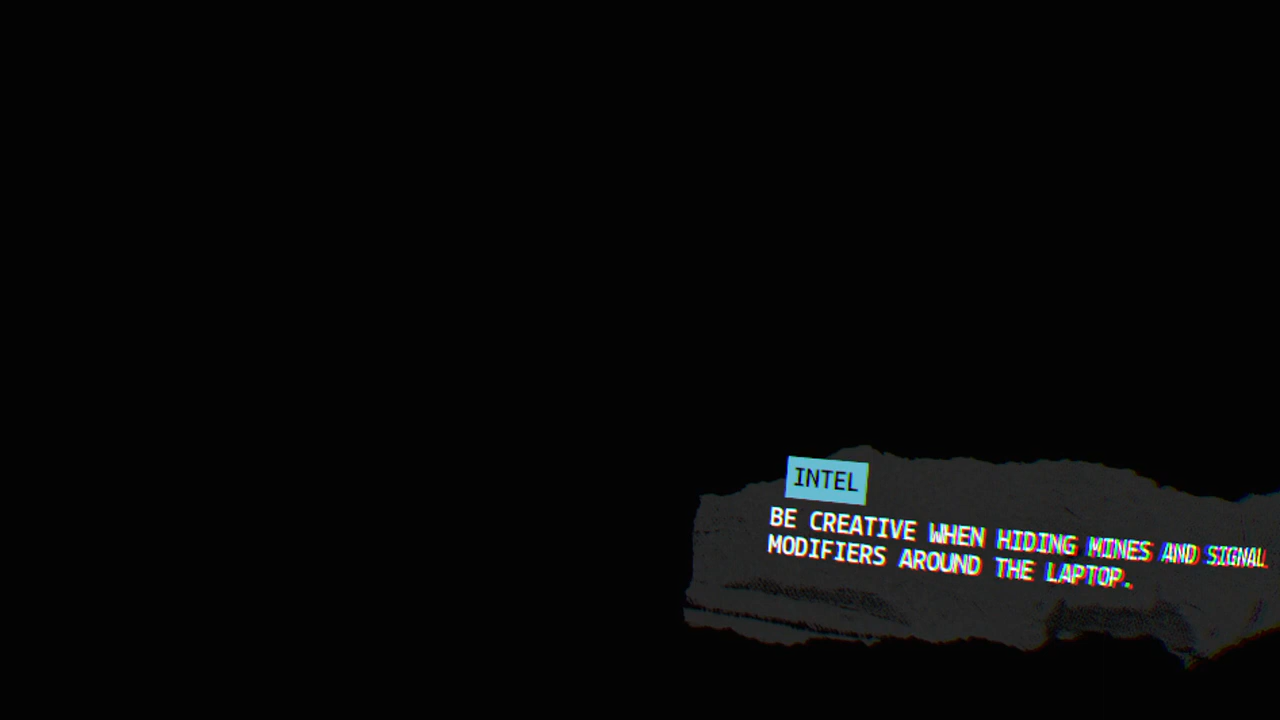 INTEL
BE CREATIVE WHEN HIDING MINES AND SIGNAL
MODIFIERS AROUND THE LAPTOP.